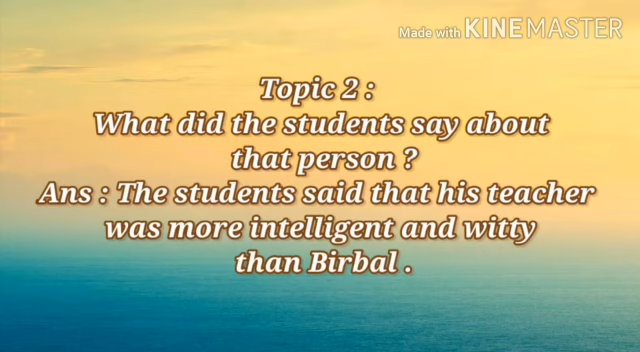 Made with KINEMASTER
Topic 2 :
What did the students say about
that person ?
Ans : The students said that his teacher
was more intelligent and witty
than Birbal .